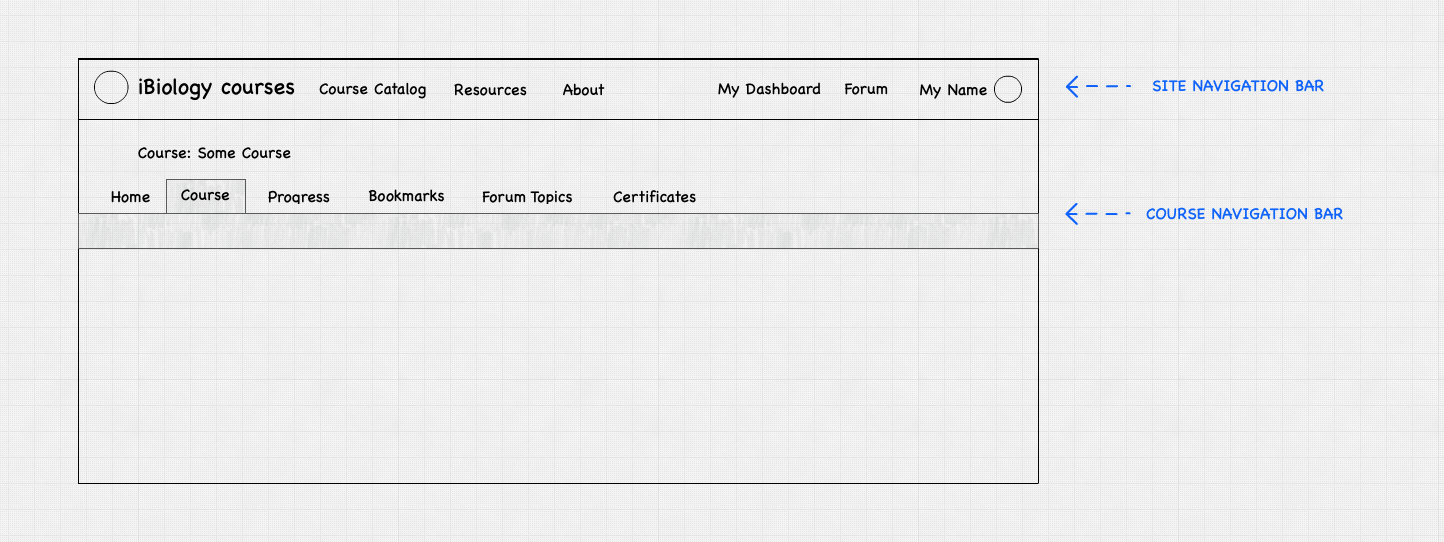 iBiology courses Course Catalog Resources About My Dashboard Forum My Name
SITE NAVIGATION BAR
Course: Some Course
Home Course Progress Bookmarks Forum Topics Certificates
COURSE NAVIGATION BAR